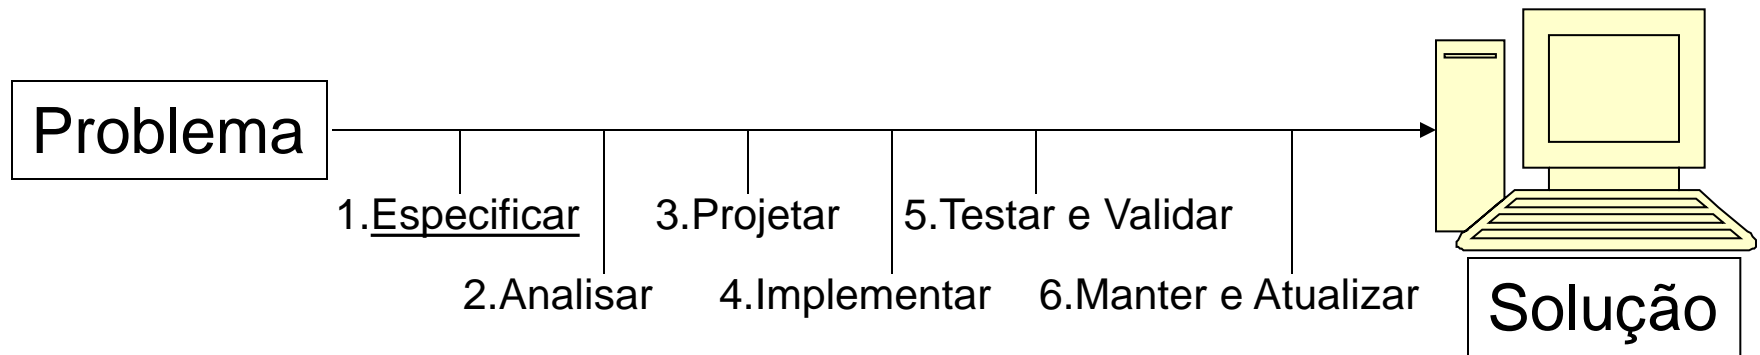 Problema
1.Especificar
3.Projetar
5.Testar e Validar
2.Analisar
4.Implementar
6.Manter e Atualizar
Solução